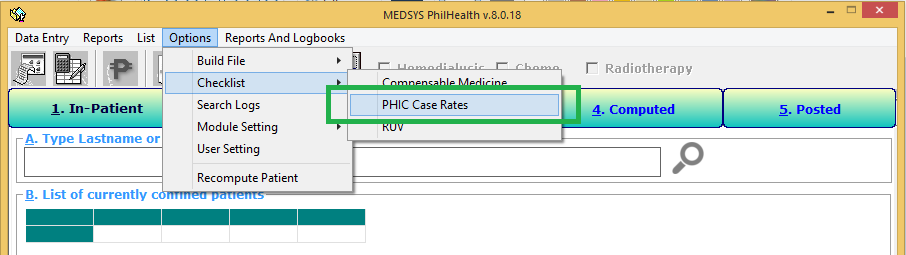 MEDSYS PhilHealth v.8.0.18
Data Entry Reports List Options Reports And Logbooks
Build File
Hemodialysis Chemo Radiotherapy
Checklist
Compensable Medicine
1. In-Patient
Search Logs
PHIC Case Rates
4. Computed
5. Posted
Module Setting
RUV
A. Type Lastname or
User Setting
Recompute Patient
B. List of currently confined patients